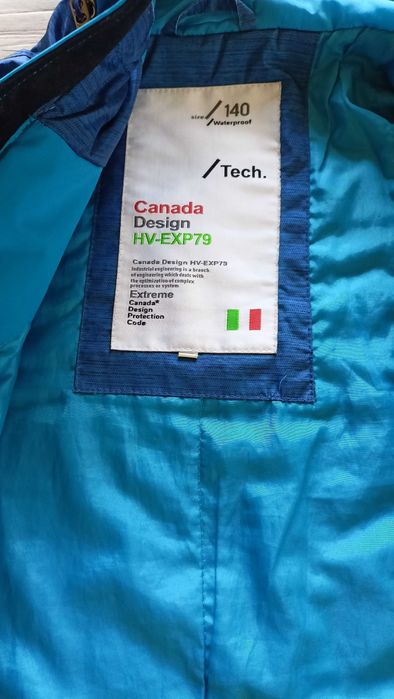 size/140
/Waterproof
/Tech.
Canada
Design
HV-EXP79
Canada Design HV-EXP79
Industrial engineering is a branch
of engineering which deals with
the optimization of complex
processes or system
Extreme
Canada®
Design
Protection
Code